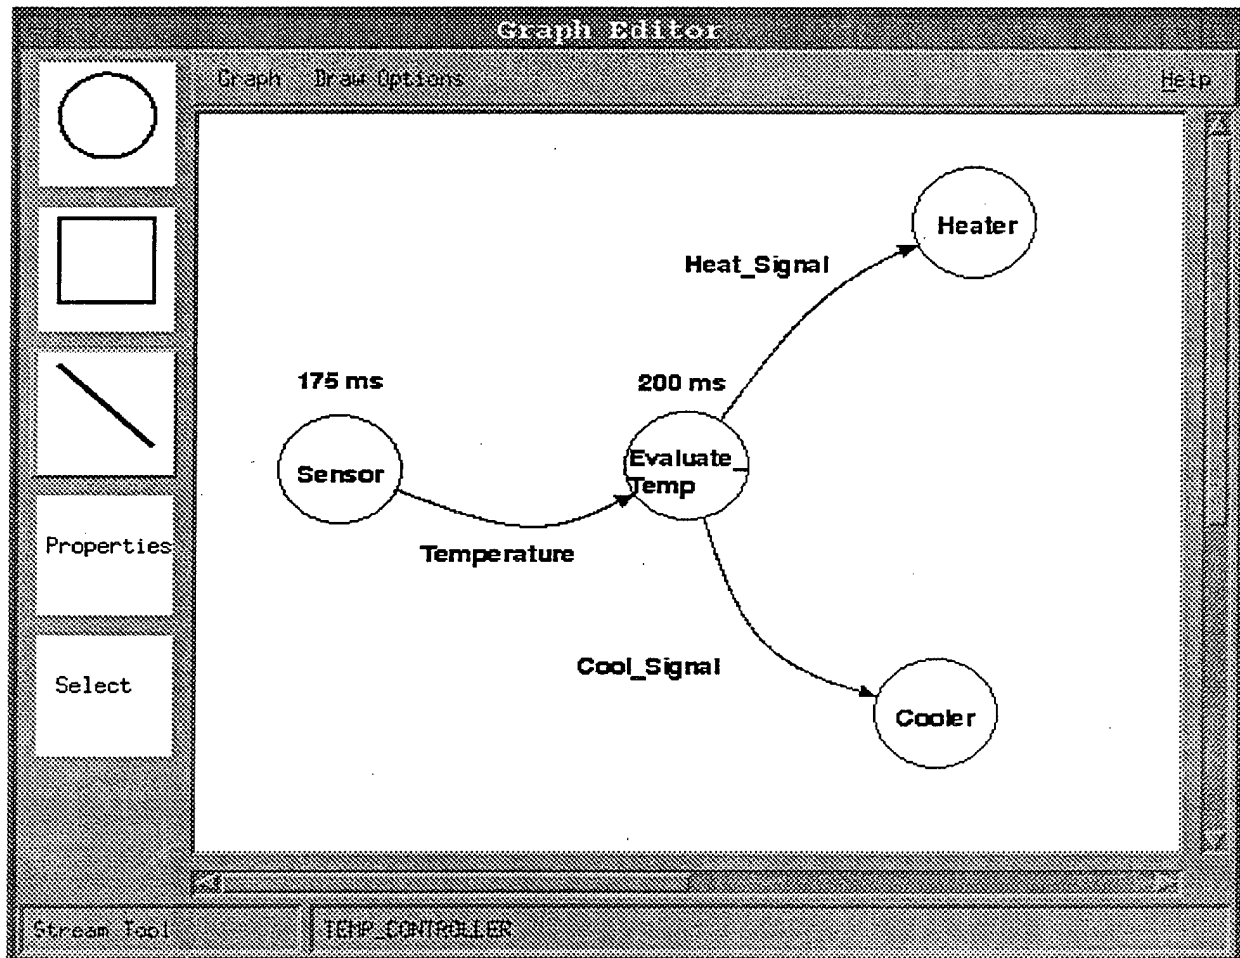 Graph Editor
Graph Draw Options Help
Heater
Heat_Signal
175 ms
200 ms
Sensor
Evaluate_
Temp
Properties
Temperature
Select
Cool_Signal
Cooler
Stream Tool
TEMP_CONTROLLER